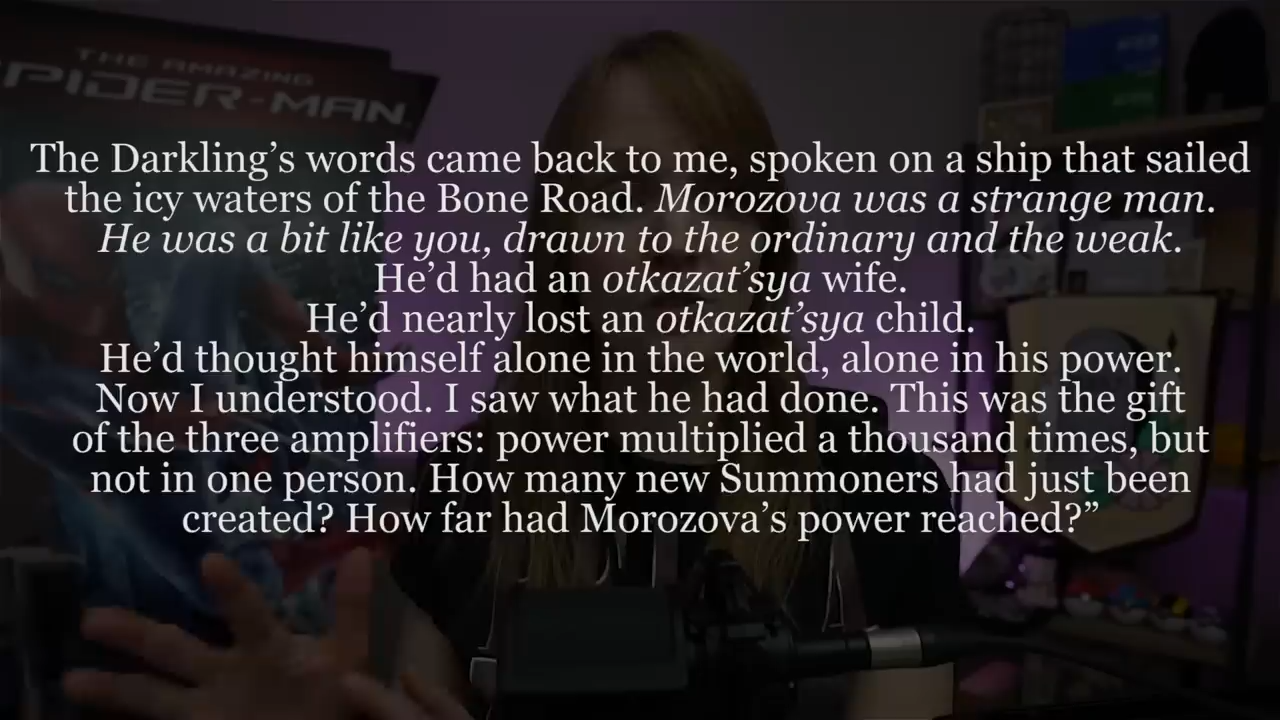 THE AMAZING
SPIDER-MAN
The Darkling’s words came back to me, spoken on a ship that sailed
the icy waters of the Bone Road. Morozova was a strange man.
He was a bit like you, drawn to the ordinary and the weak.
He’d had an otkazat’sya wife.
He’d nearly lost an otkazat’sya child.
He’d thought himself alone in the world, alone in his power.
Now I understood. I saw what he had done. This was the gift
of the three amplifiers: power multiplied a thousand times, but
not in one person. How many new Summoners had just been
created? How far had Morozova’s power reached?”